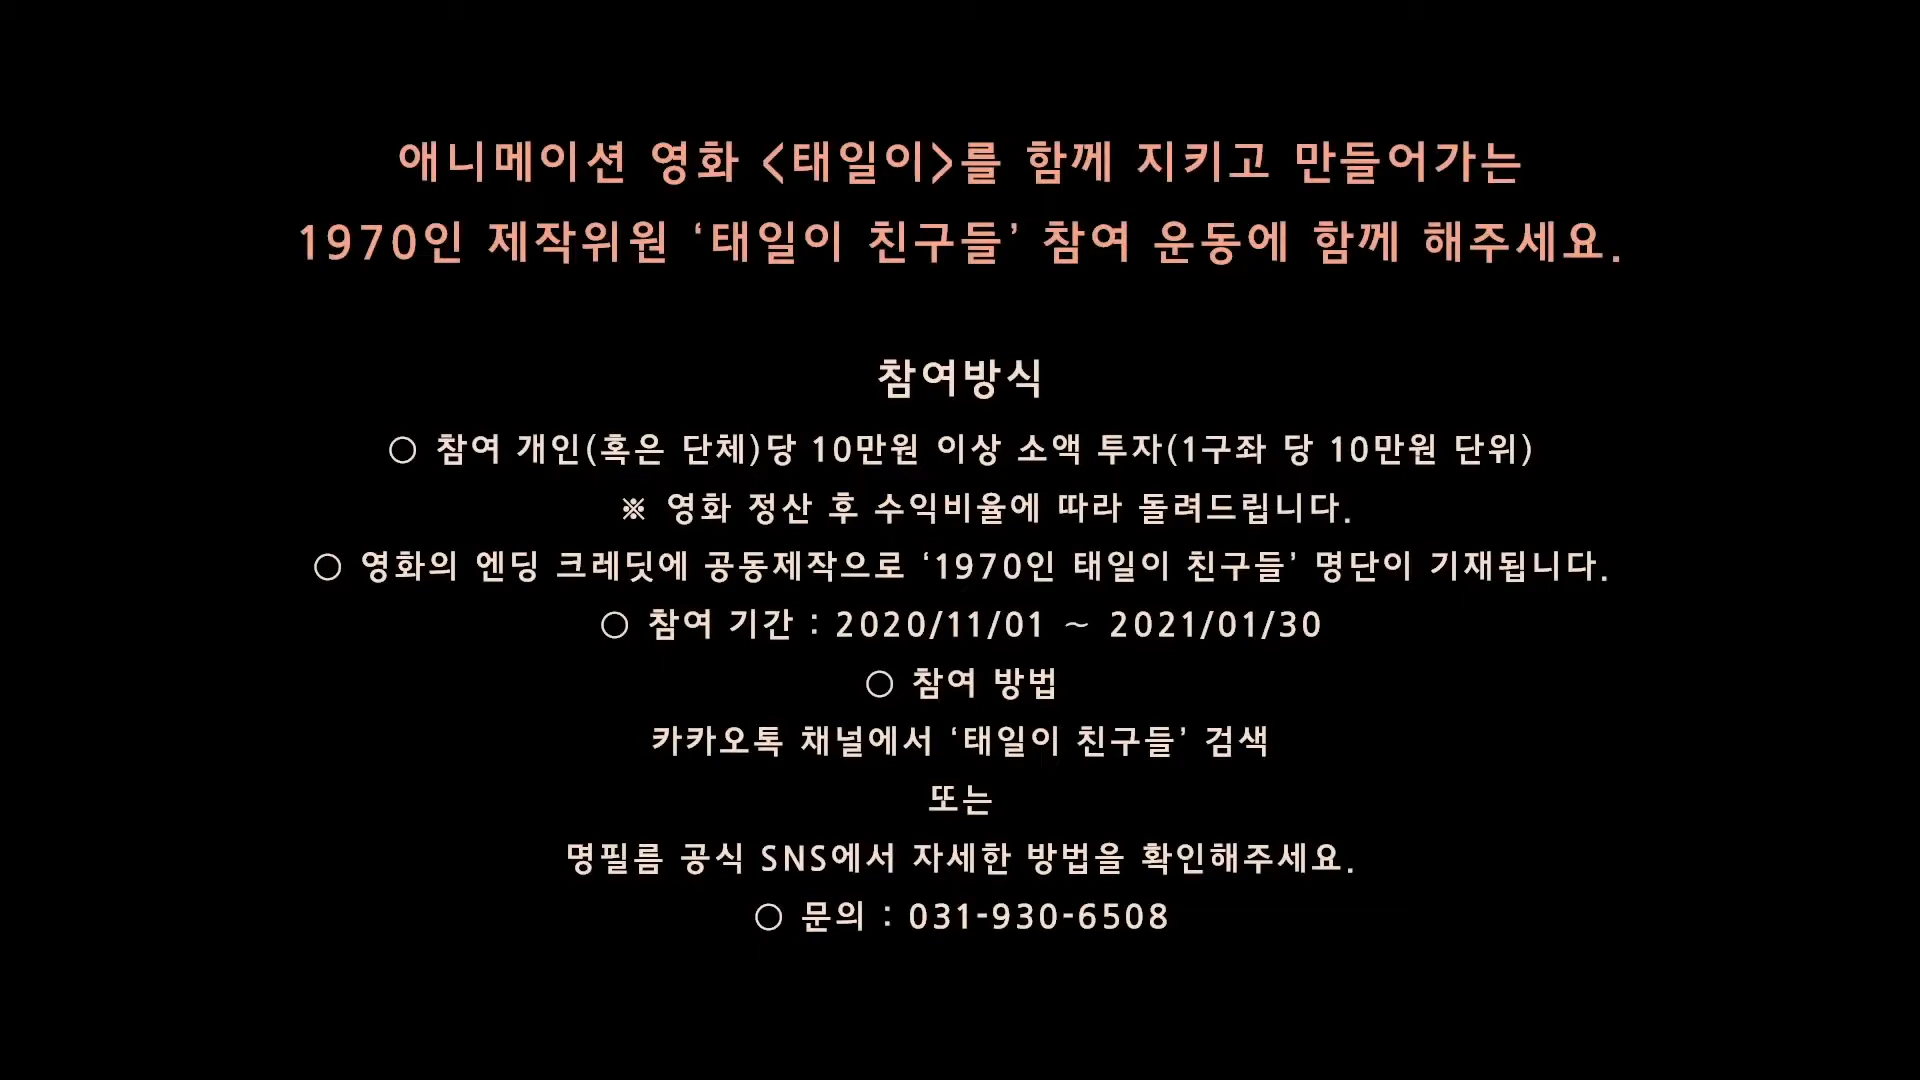 애니메이션 영화 <태일이>를 함께 지키고 만들어가는
1970인 제작위원 ‘태일이 친구들’ 참여 운동에 함께 해주세요.
참여방식
○ 참여 개인(혹은 단체)당 10만원 이상 소액 투자(1구좌 당 10만원 단위)
※ 영화 정산 후 수익비율에 따라 돌려드립니다.
○ 영화의 엔딩 크레딧에 공동제작으로 ‘1970인 태일이 친구들’ 명단이 기재됩니다.
○ 참여 기간 : 2020/11/01 ~ 2021/01/30
○ 참여 방법
카카오톡 채널에서 ‘태일이 친구들’ 검색
또는
명필름 공식 SNS에서 자세한 방법을 확인해주세요.
○ 문의 : 031-930-6508